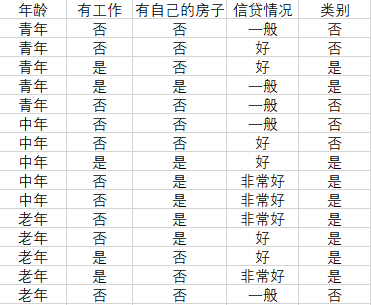 年龄 有工作 有自己的房子 信贷情况 类别
青年 否 否 一般 否
青年 否 否 好 否
青年 是 否 好 是
青年 是 是 一般 是
青年 否 否 一般 否
中年 否 否 一般 否
中年 否 否 好 否
中年 是 是 好 是
中年 否 是 非常好 是
中年 否 是 非常好 是
老年 否 是 非常好 是
老年 否 是 好 是
老年 是 否 好 是
老年 是 否 非常好 是
老年 否 否 一般 否